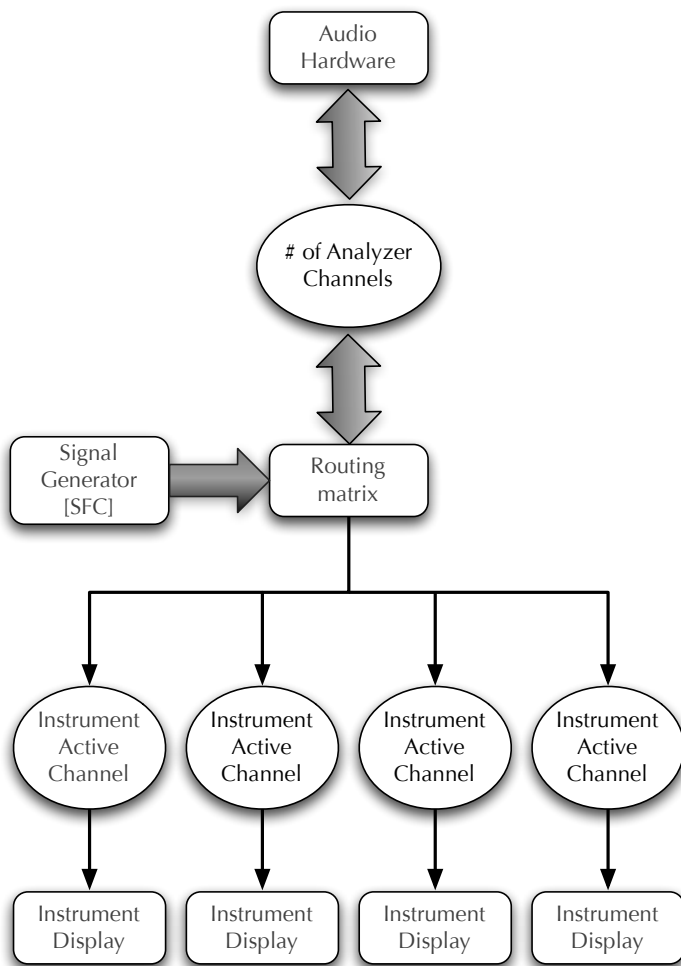 Audio
Hardware
# of Analyzer
Channels
Signal
Generator
[SFC]
Routing
matrix
Instrument
Active
Channel
Instrument
Active
Channel
Instrument
Active
Channel
Instrument
Active
Channel
Instrument
Display
Instrument
Display
Instrument
Display
Instrument
Display